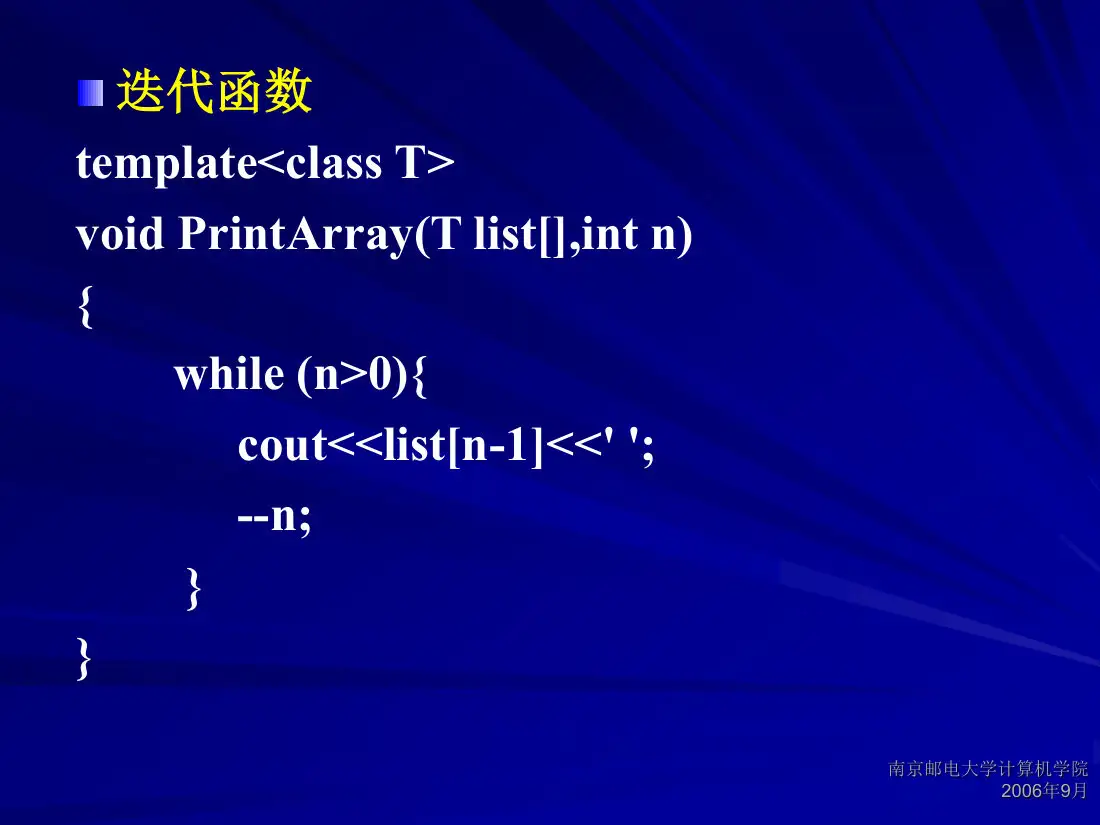 迭代函数
template<class T>
void PrintArray(T list[],int n)
{
while (n>0){
cout<<list[n-1]<<' ';
--n;
}
}
南京邮电大学计算机学院
2006年9月